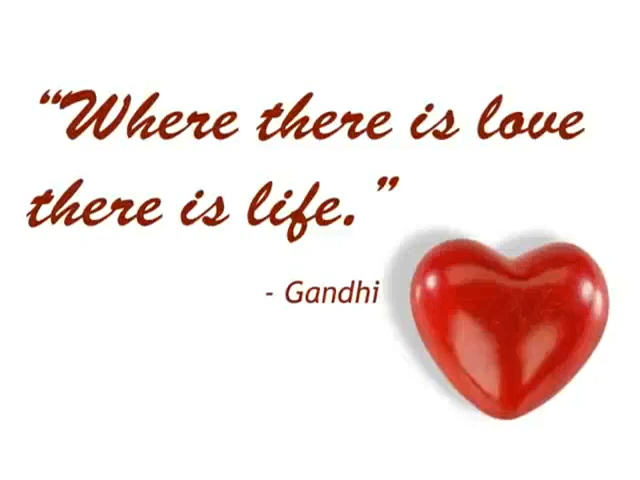 “Where there is love
there is life.”
- Gandhi